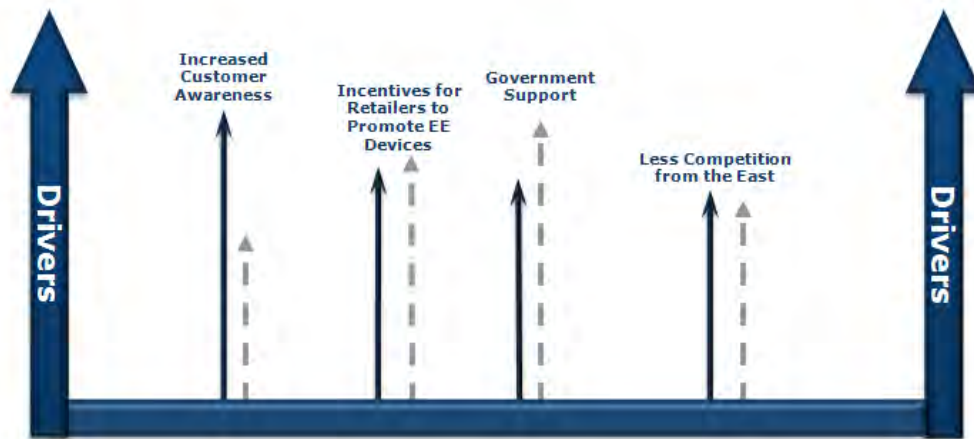 Increased
Customer
Awareness
Incentives for
Retailers to
Promote EE
Devices
Government
Support
Less Competition
from the East
Drivers
Drivers